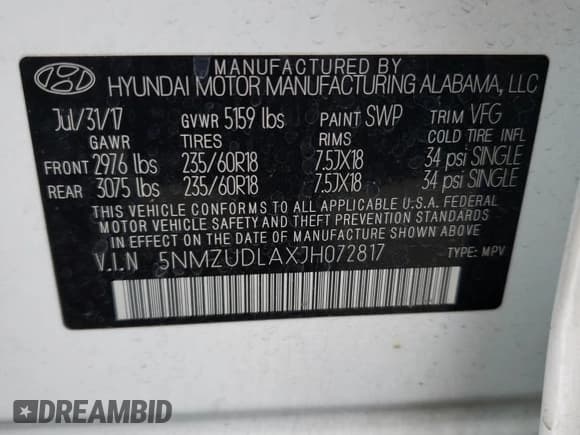 MANUFACTURED BY
HYUNDAI MOTOR MANUFACTURING ALABAMA, LLC
Jul/31/17 GVWR 5159 lbs PAINT SWP TRIM VFG
GAWR TIRES RIMS COLD TIRE INFL
FRONT 2976 lbs 235/60R18 7.5JX18 34 psi SINGLE
REAR 3075 lbs 235/60R18 7.5JX18 34 psi SINGLE
THIS VEHICLE CONFORMS TO ALL APPLICABLE U.S.A. FEDERAL
MOTOR VEHICLE SAFETY AND THEFT PREVENTION STANDARDS
IN EFFECT ON THE DATE OF MANUFACTURE SHOWN ABOVE.
V.I.N 5NMZUDLAXJH072817 TYPE: MPV
DREAMBID